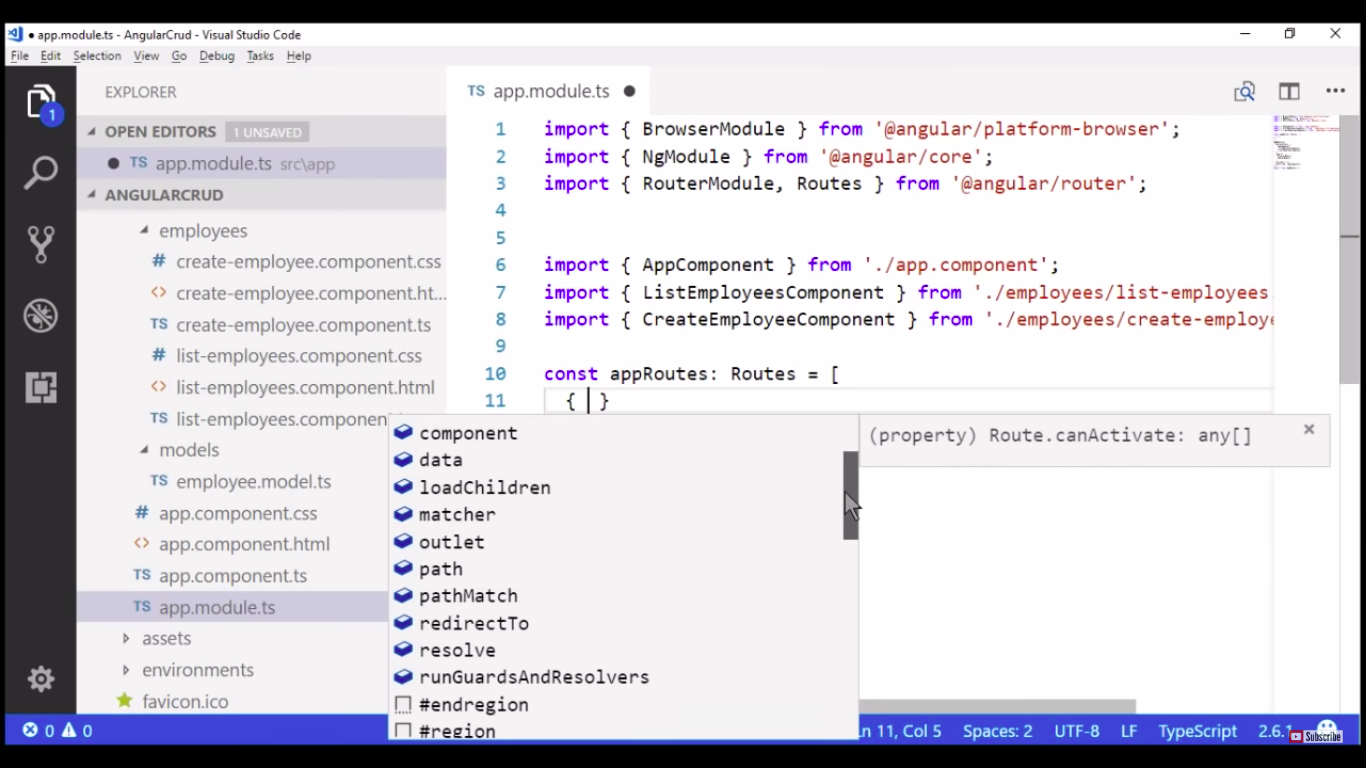 app.module.ts - AngularCrud - Visual Studio Code
File Edit Selection View Go Debug Tasks Help
EXPLORER
OPEN EDITORS 1 UNSAVED
TS app.module.ts src\app
ANGULARCRUD
employees
# create-employee.component.css
<> create-employee.component.ht...
TS create-employee.component.ts
# list-employees.component.css
<> list-employees.component.html
TS list-employees.component
models
TS employee.model.ts
# app.component.css
<> app.component.html
TS app.component.ts
TS app.module.ts
assets
environments
favicon.ico
1
TS app.module.ts
1 import { BrowserModule } from '@angular/platform-browser';
2 import { NgModule } from '@angular/core';
3 import { RouterModule, Routes } from '@angular/router';
4
5
6 import { AppComponent } from './app.component';
7 import { ListEmployeesComponent } from './employees/list-employees.
8 import { CreateEmployeeComponent } from './employees/create-employe
9
10 const appRoutes: Routes = [
11 { }
component
data
loadChildren
matcher
outlet
path
pathMatch
redirectTo
resolve
runGuardsAndResolvers
#endregion
#region
(property) Route.canActivate: any[]
0 0
Ln 11, Col 5 Spaces: 2 UTF-8 LF TypeScript 2.6.1
Subscribe